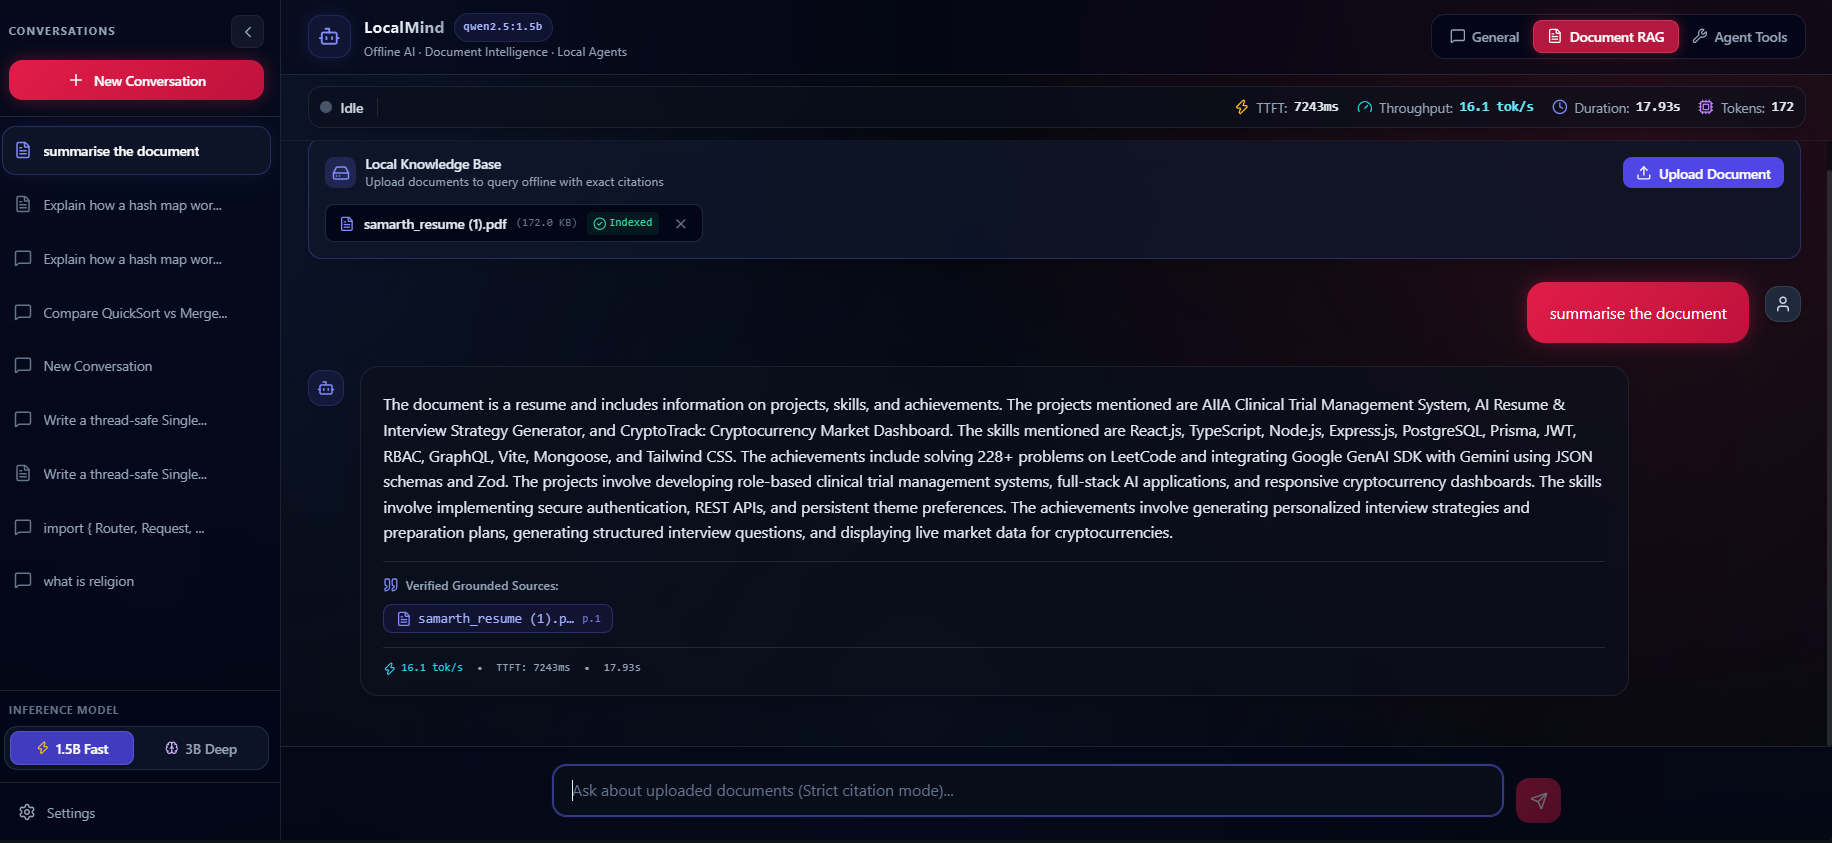 CONVERSATIONS
New Conversation
summarise the document
Explain how a hash map wor...
Explain how a hash map wor...
Compare QuickSort vs Merge...
New Conversation
Write a thread-safe Single...
Write a thread-safe Single...
import { Router, Request, ...
what is religion
INFERENCE MODEL
1.5B Fast
3B Deep
Settings
LocalMind qwen2.5:1.5b
Offline AI · Document Intelligence · Local Agents
General
Document RAG
Agent Tools
Idle
TTFT: 7243ms
Throughput: 16.1 tok/s
Duration: 17.93s
Tokens: 172
Local Knowledge Base
Upload documents to query offline with exact citations
Upload Document
samarth_resume (1).pdf (172.0 KB) Indexed
summarise the document
The document is a resume and includes information on projects, skills, and achievements. The projects mentioned are AIIA Clinical Trial Management System, AI Resume &
Interview Strategy Generator, and CryptoTrack: Cryptocurrency Market Dashboard. The skills mentioned are React.js, TypeScript, Node.js, Express.js, PostgreSQL, Prisma, JWT,
RBAC, GraphQL, Vite, Mongoose, and Tailwind CSS. The achievements include solving 228+ problems on LeetCode and integrating Google GenAI SDK with Gemini using JSON
schemas and Zod. The projects involve developing role-based clinical trial management systems, full-stack AI applications, and responsive cryptocurrency dashboards. The skills
involve implementing secure authentication, REST APIs, and persistent theme preferences. The achievements involve generating personalized interview strategies and
preparation plans, generating structured interview questions, and displaying live market data for cryptocurrencies.
Verified Grounded Sources:
samarth_resume (1).p… p.1
16.1 tok/s • TTFT: 7243ms • 17.93s
Ask about uploaded documents (Strict citation mode)...